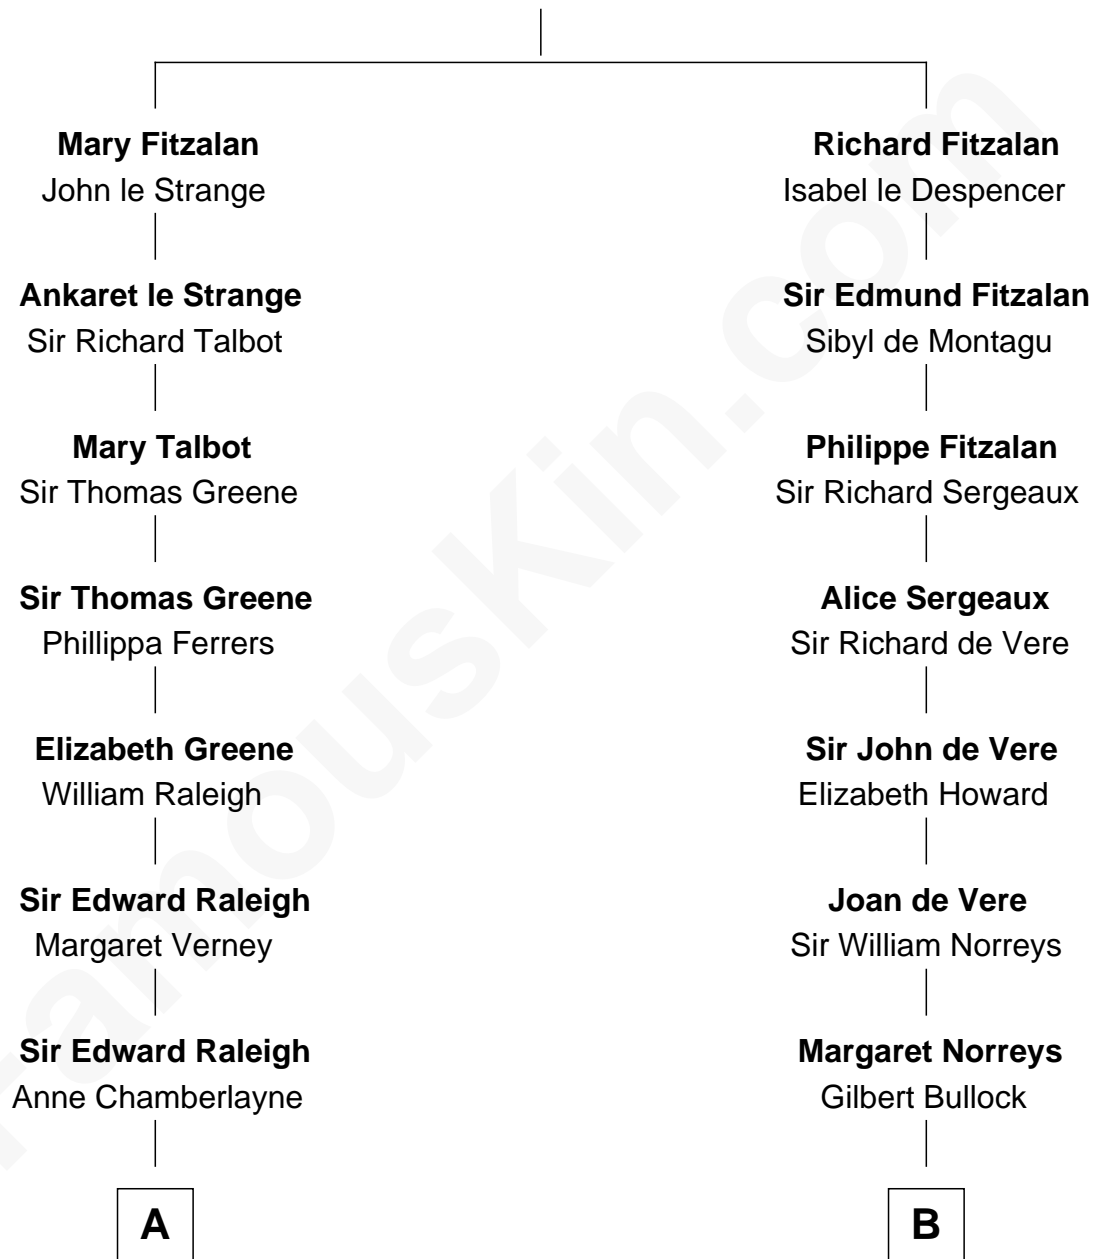 Mary Fitzalan
John le Strange
Ankaret le Strange
Sir Richard Talbot
Mary Talbot
Sir Thomas Greene
Sir Thomas Greene
Phillippa Ferrers
Elizabeth Greene
William Raleigh
Sir Edward Raleigh
Margaret Verney
Sir Edward Raleigh
Anne Chamberlayne
A
Richard Fitzalan
Isabel le Despencer
Sir Edmund Fitzalan
Sibyl de Montagu
Philippe Fitzalan
Sir Richard Sergeaux
Alice Sergeaux
Sir Richard de Vere
Sir John de Vere
Elizabeth Howard
Joan de Vere
Sir William Norreys
Margaret Norreys
Gilbert Bullock
B
FamousKin.com